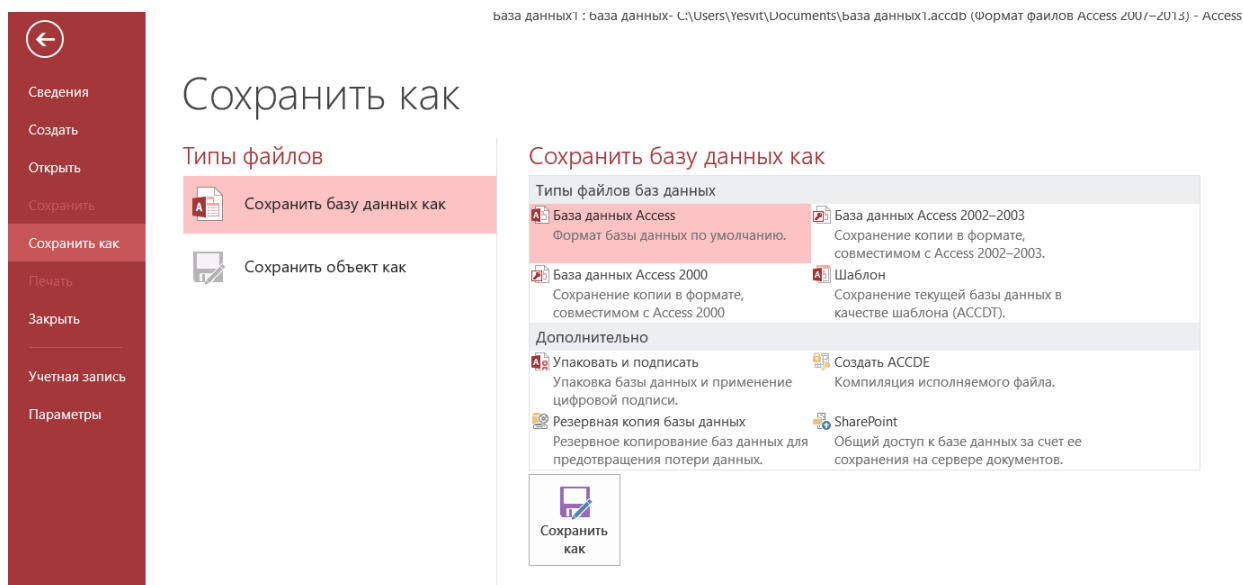 База данных1 : база данных- C:\Users\Yesvit\Documents\База данных1.accdb (Формат файлов Access 2007–2013) - Access
Сведения
Создать
Открыть
Сохранить
Сохранить как
Печать
Закрыть
Учетная запись
Параметры
Сохранить как
Типы файлов
Сохранить базу данных как
Сохранить объект как
Сохранить базу данных как
Типы файлов баз данных
База данных Access
Формат базы данных по умолчанию.
База данных Access 2002–2003
Сохранение копии в формате,
совместимом с Access 2002–2003.
База данных Access 2000
Сохранение копии в формате,
совместимом с Access 2000
Шаблон
Сохранение текущей базы данных в
качестве шаблона (ACCDT).
Дополнительно
Упаковать и подписать
Упаковка базы данных и применение
цифровой подписи.
Создать ACCDE
Компиляция исполняемого файла.
Резервная копия базы данных
Резервное копирование баз данных для
предотвращения потери данных.
SharePoint
Общий доступ к базе данных за счет ее
сохранения на сервере документов.
Сохранить
как